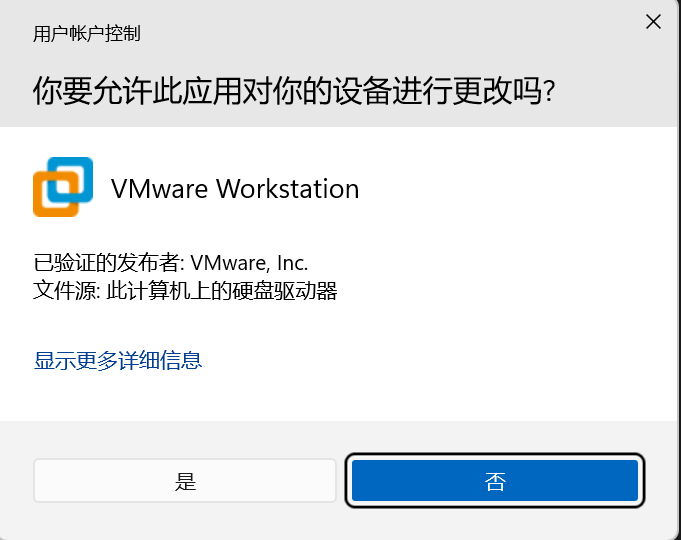 用户帐户控制
你要允许此应用对你的设备进行更改吗?
VMware Workstation
已验证的发布者: VMware, Inc.
文件源: 此计算机上的硬盘驱动器
显示更多详细信息
是
否